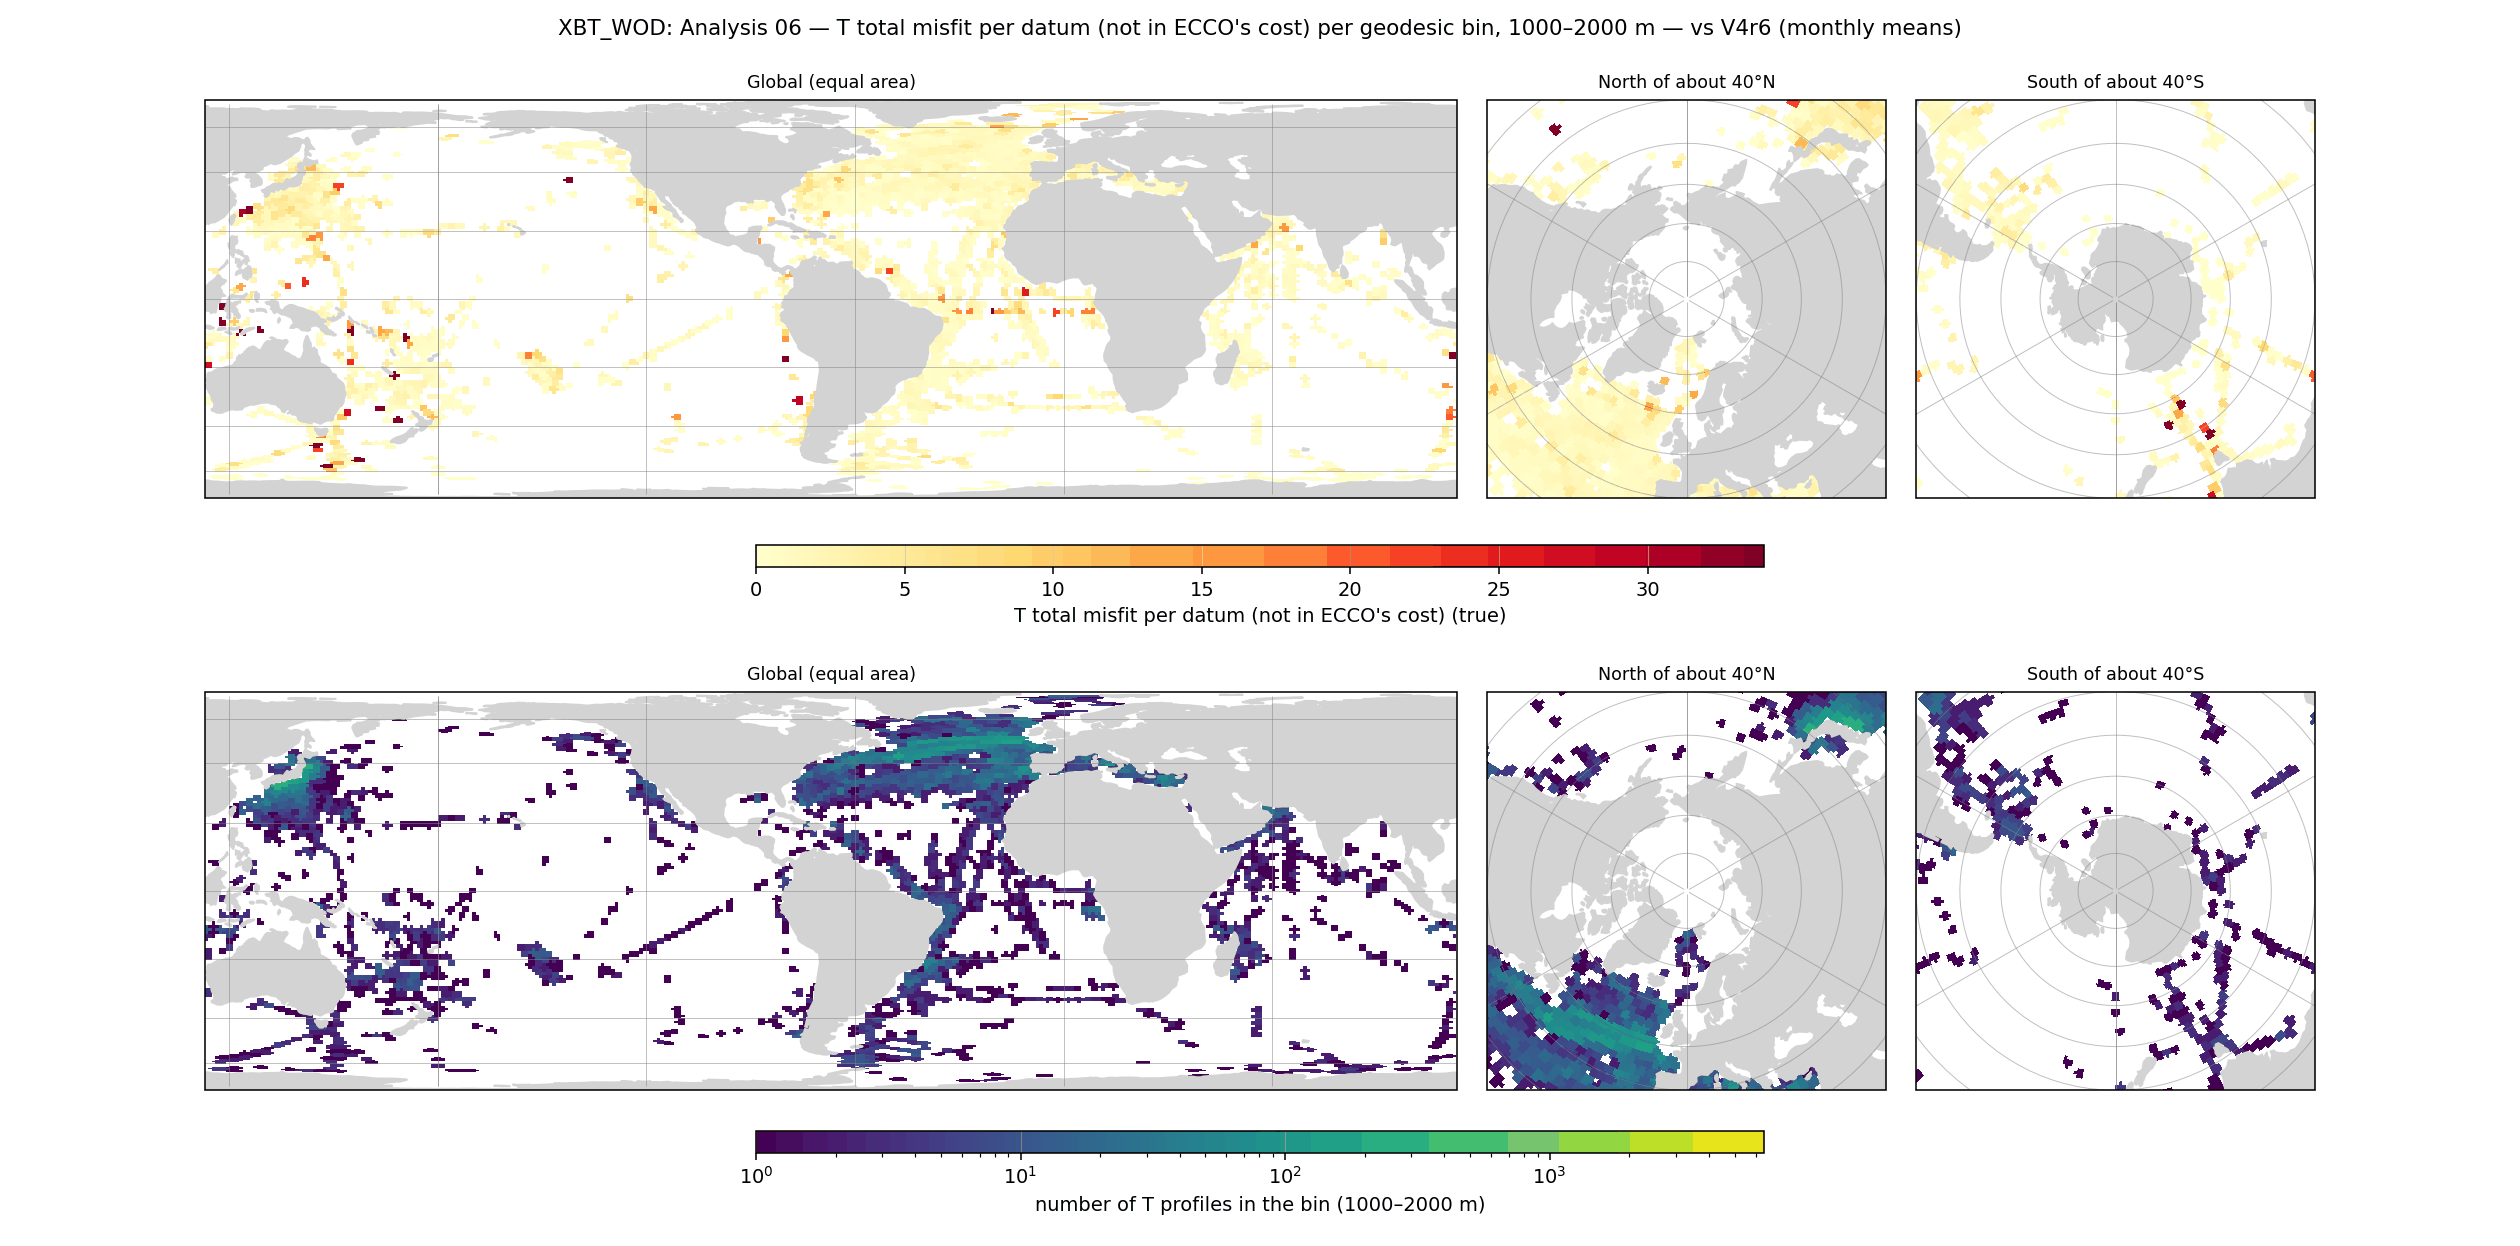 XBT_WOD: Analysis 06 — T total misfit per datum (not in ECCO's cost) per geodesic bin, 1000–2000 m — vs V4r6 (monthly means)
Global (equal area)
North of about 40°N
South of about 40°S
0 5 10 15 20 25 30
T total misfit per datum (not in ECCO's cost) (true)
Global (equal area)
North of about 40°N
South of about 40°S
10⁰ 10¹ 10² 10³
number of T profiles in the bin (1000–2000 m)